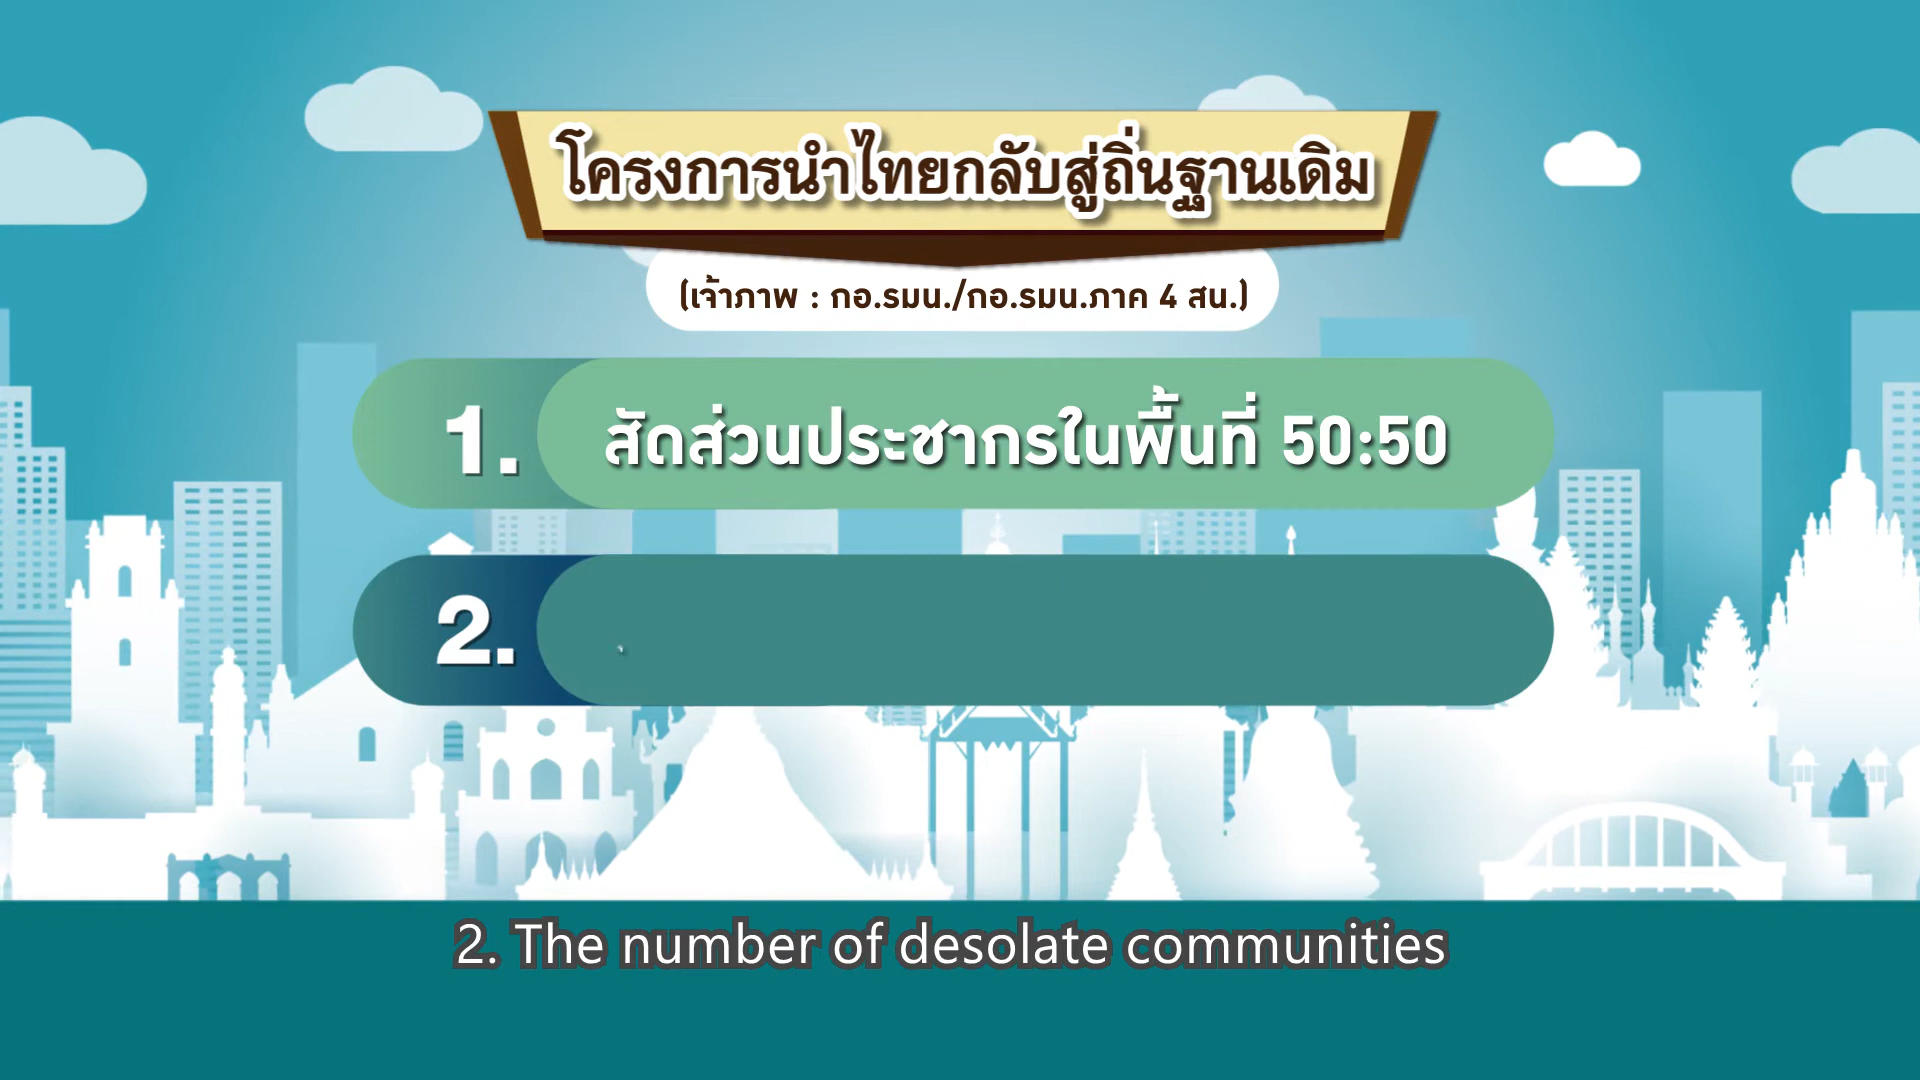 โครงการนำไทยกลับสู่ถิ่นฐานเดิม
(เจ้าภาพ : กอ.รมน./กอ.รมน.ภาค 4 สน.)
1. สัดส่วนประชากรในพื้นที่ 50:50
2.
2. The number of desolate communities